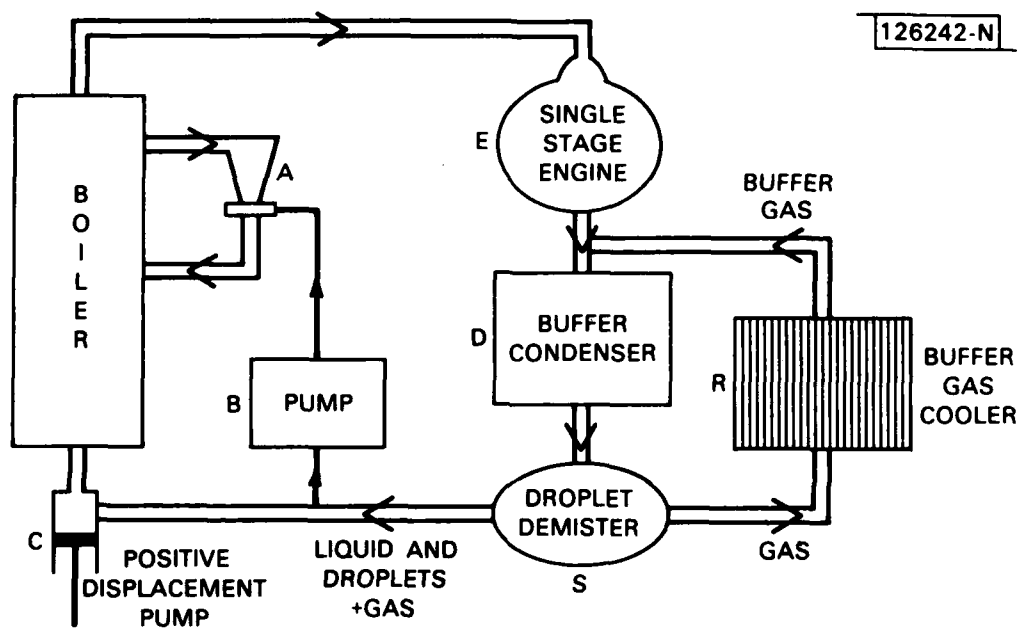 126242-N
SINGLE
STAGE
ENGINE
E
BUFFER
GAS
BOILER
A
D
BUFFER
CONDENSER
R
BUFFER
GAS
COOLER
B
PUMP
DROPLET
DEMISTER
S
GAS
C
POSITIVE
DISPLACEMENT
PUMP
LIQUID AND
DROPLETS
+GAS